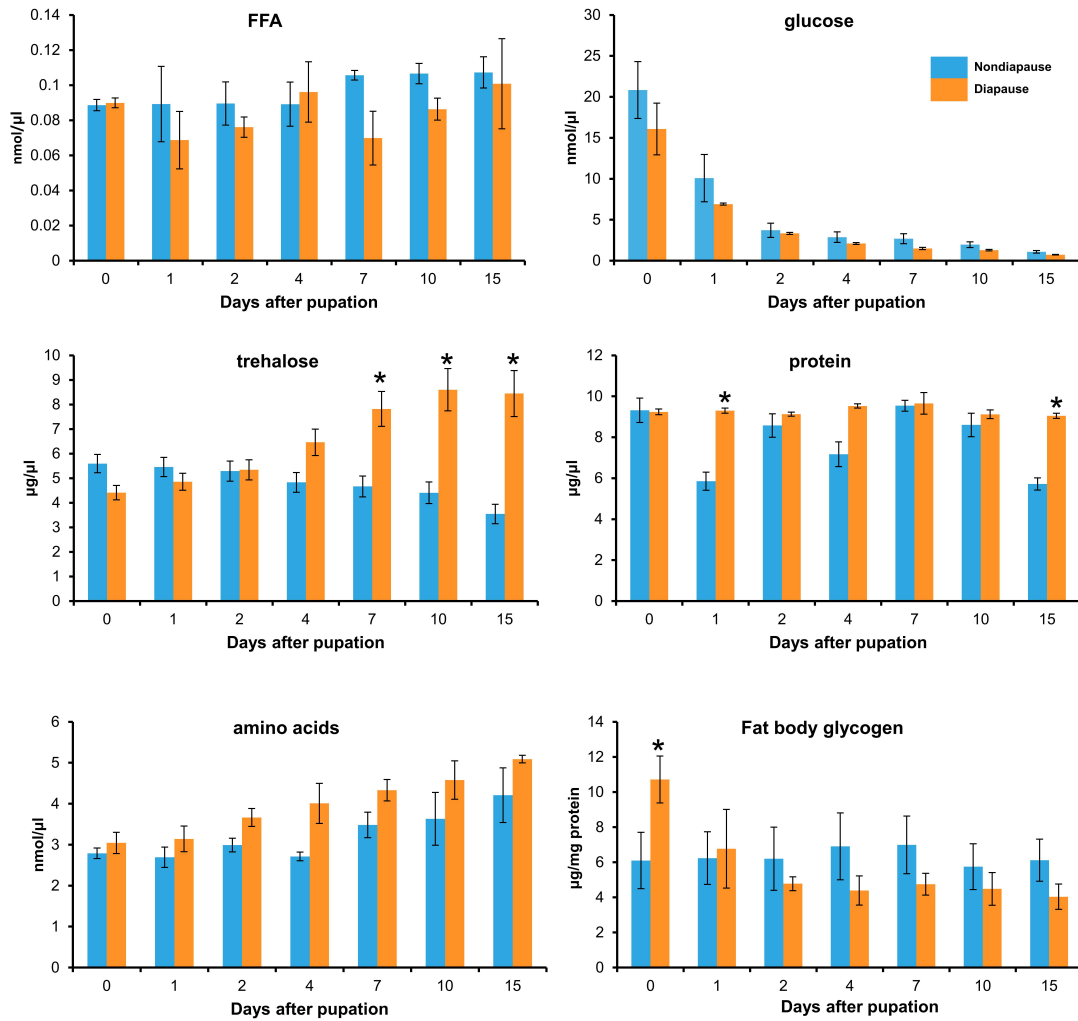 FFA
0.14
0.12
0.1
0.08
0.06
0.04
0.02
0
nmol/µl
0 1 2 4 7 10 15
Days after pupation
glucose
30
25
20
15
10
5
0
nmol/µl
Nondiapause
Diapause
0 1 2 4 7 10 15
Days after pupation
trehalose
10
9
8
7
6
5
4
3
2
1
0
µg/µl
* * *
0 1 2 4 7 10 15
Days after pupation
protein
12
10
8
6
4
2
0
µg/µl
* *
0 1 2 4 7 10 15
Days after pupation
amino acids
6
5
4
3
2
1
0
nmol/µl
0 1 2 4 7 10 15
Days after pupation
Fat body glycogen
14
12
10
8
6
4
2
0
µg/mg protein
*
0 1 2 4 7 10 15
Days after pupation